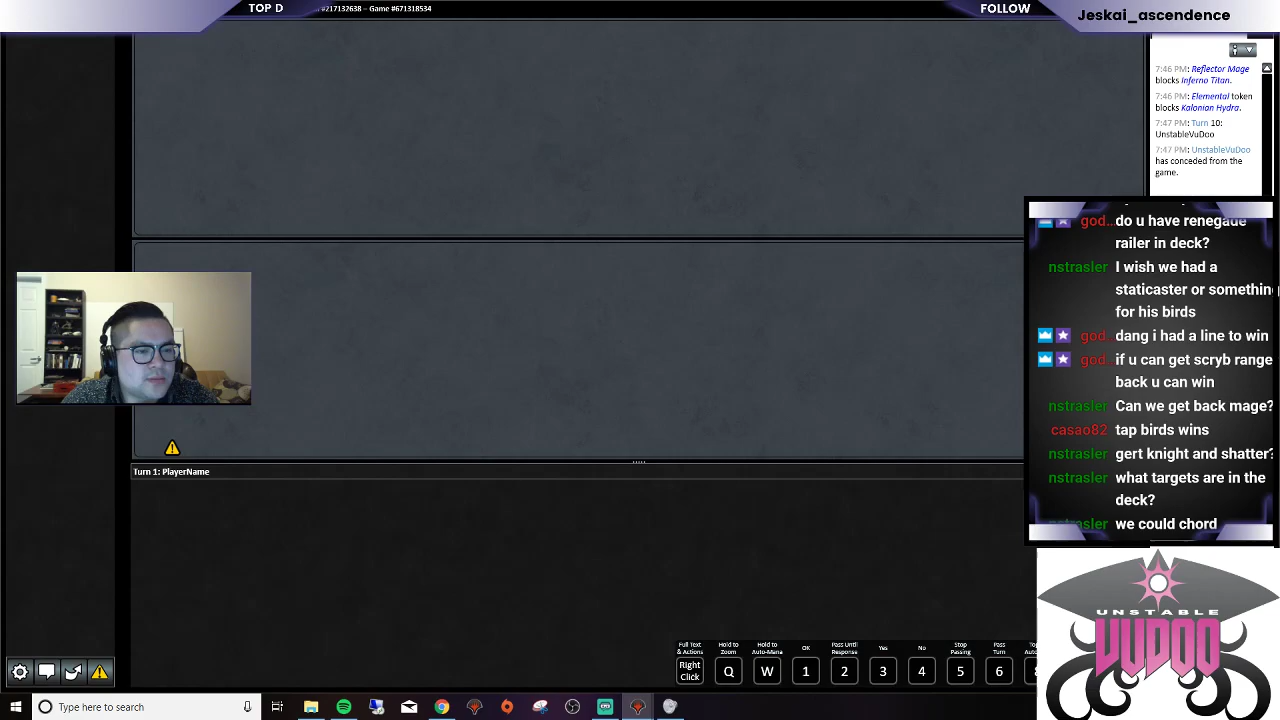 TOP D
#217132638 – Game #671318534
FOLLOW
Jeskai_ascendence
7:46 PM: Reflector Mage
blocks Inferno Titan.
7:46 PM: Elemental token
blocks Kalonian Hydra.
7:47 PM: Turn 10:
UnstableVuDoo
7:47 PM: UnstableVuDoo
has conceded from the
game.
god... do u have renegade
railer in deck?
nstrasler I wish we had a
staticaster or something
for his birds
god... dang i had a line to win
god... if u can get scryb range
back u can win
nstrasler Can we get back mage?
casao82 tap birds wins
nstrasler gert knight and shatter?
nstrasler what targets are in the
deck?
nstrasler we could chord
Turn 1: PlayerName
Full Text
& Actions
Right
Click
Hold to
Zoom
Q
Hold to
Auto-Mana
W
OK
1
Pass Until
Response
2
Yes
3
No
4
Stop
Passing
5
Pass
Turn
6
UNSTABLE
VUDOO
Type here to search